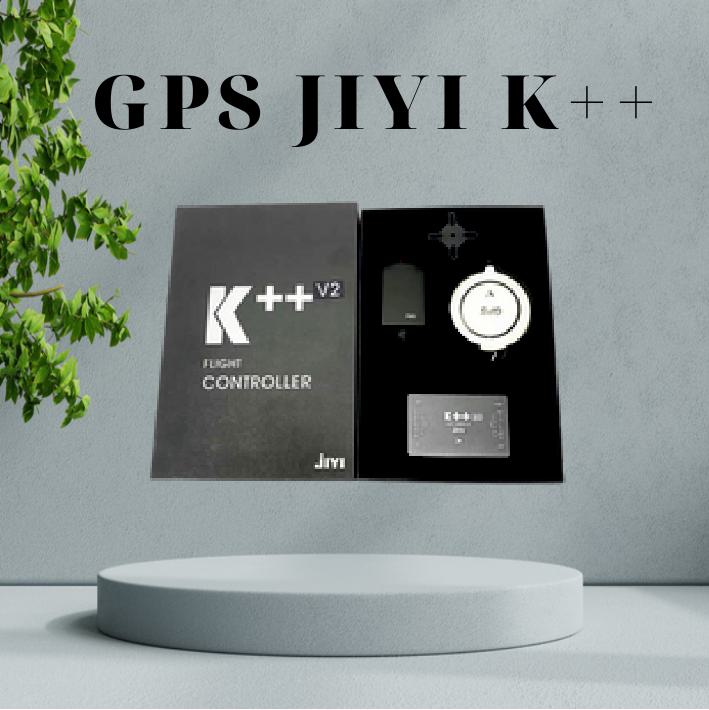 GPS JIYI K++
K++ V2
FLIGHT
CONTROLLER
JIYI
K++